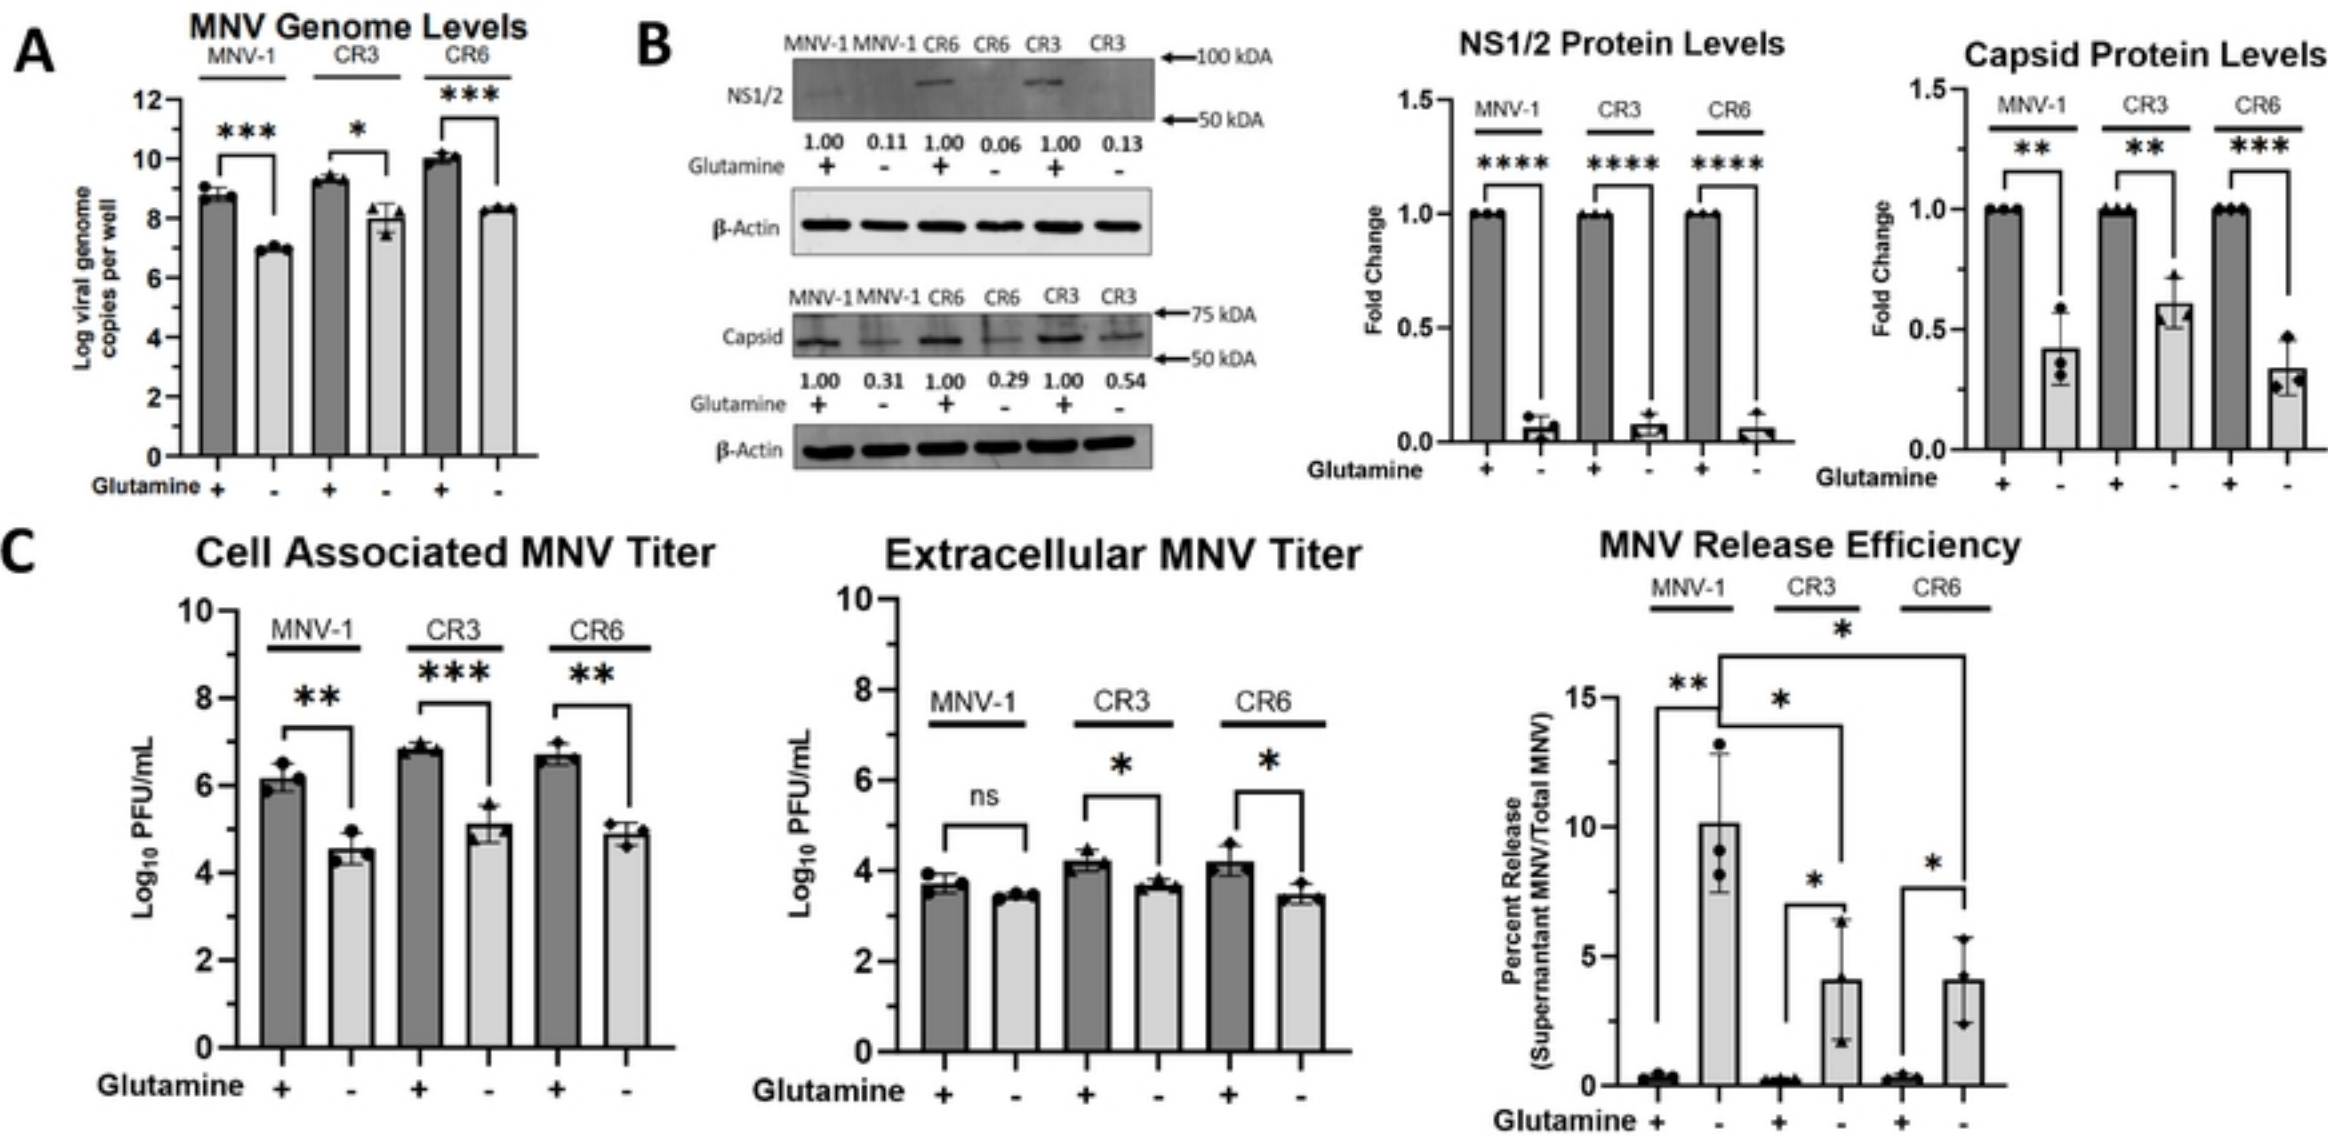 A
MNV Genome Levels
MNV-1 CR3 CR6
*** * ***
12
10
8
6
4
2
0
Log viral genome
copies per well
Glutamine + - + - + -
B
MNV-1 MNV-1 CR6 CR6 CR3 CR3
100 kDA
NS1/2
50 kDA
1.00 0.11 1.00 0.06 1.00 0.13
Glutamine + - + - + -
β-Actin
MNV-1 MNV-1 CR6 CR6 CR3 CR3
75 kDA
Capsid
50 kDA
1.00 0.31 1.00 0.29 1.00 0.54
Glutamine + - + - + -
β-Actin
NS1/2 Protein Levels
MNV-1 CR3 CR6
**** **** ****
1.5
1.0
0.5
0.0
Fold Change
Glutamine + - + - + -
Capsid Protein Levels
MNV-1 CR3 CR6
** ** ***
1.5
1.0
0.5
0.0
Fold Change
Glutamine + - + - + -
C
Cell Associated MNV Titer
MNV-1 CR3 CR6
** *** **
10
8
6
4
2
0
Log10 PFU/mL
Glutamine + - + - + -
Extracellular MNV Titer
MNV-1 CR3 CR6
ns * *
10
8
6
4
2
0
Log10 PFU/mL
Glutamine + - + - + -
MNV Release Efficiency
MNV-1 CR3 CR6
*
** *
* *
15
10
5
0
Percent Release
(Supernantant MNV/Total MNV)
Glutamine + - + - + -